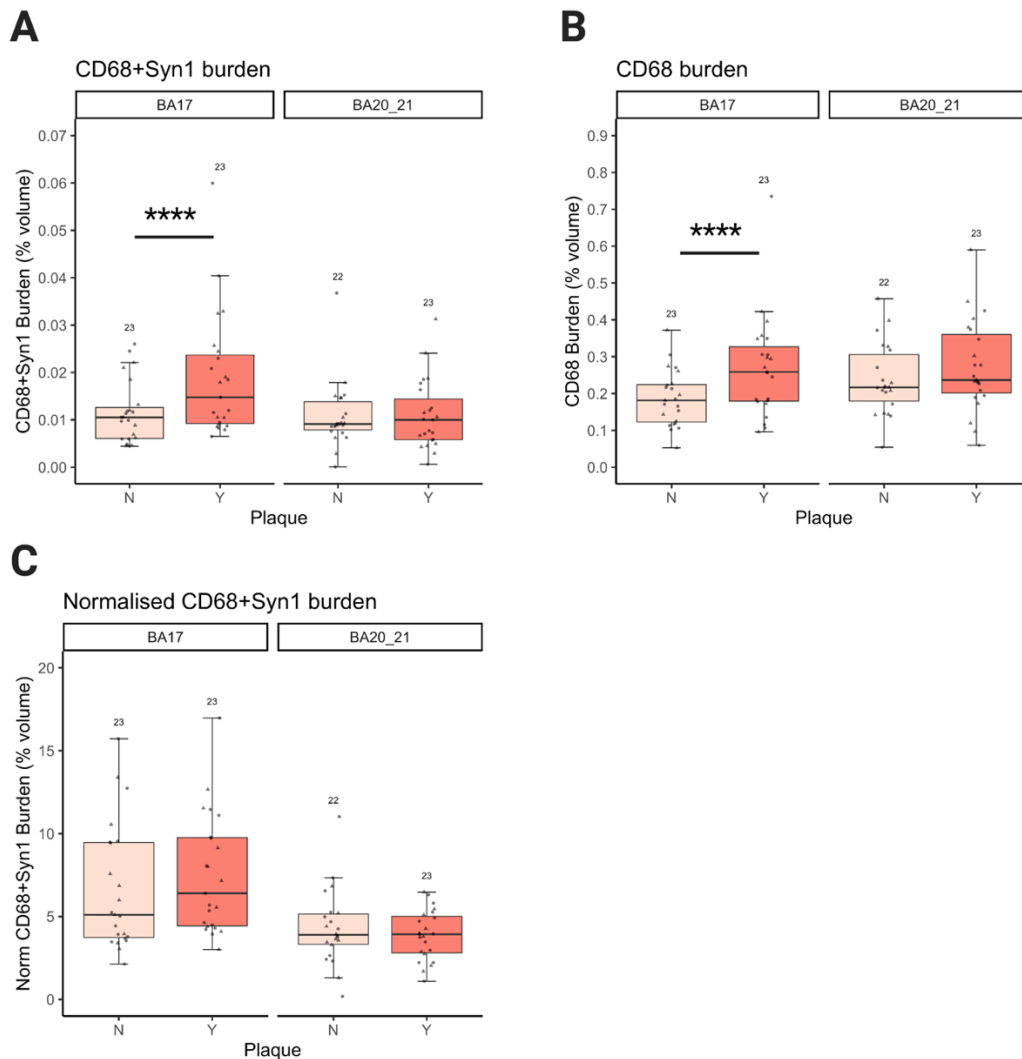 A
CD68+Syn1 burden
BA17
BA20_21
CD68+Syn1 Burden (% volume)
0.07
0.06
0.05
0.04
0.03
0.02
0.01
0.00
23
23
22
23
****
N
Y
N
Y
Plaque
B
CD68 burden
BA17
BA20_21
CD68 Burden (% volume)
0.9
0.8
0.7
0.6
0.5
0.4
0.3
0.2
0.1
0.0
23
23
22
23
****
N
Y
N
Y
Plaque
C
Normalised CD68+Syn1 burden
BA17
BA20_21
Norm CD68+Syn1 Burden (% volume)
20
15
10
5
0
23
23
22
23
N
Y
N
Y
Plaque